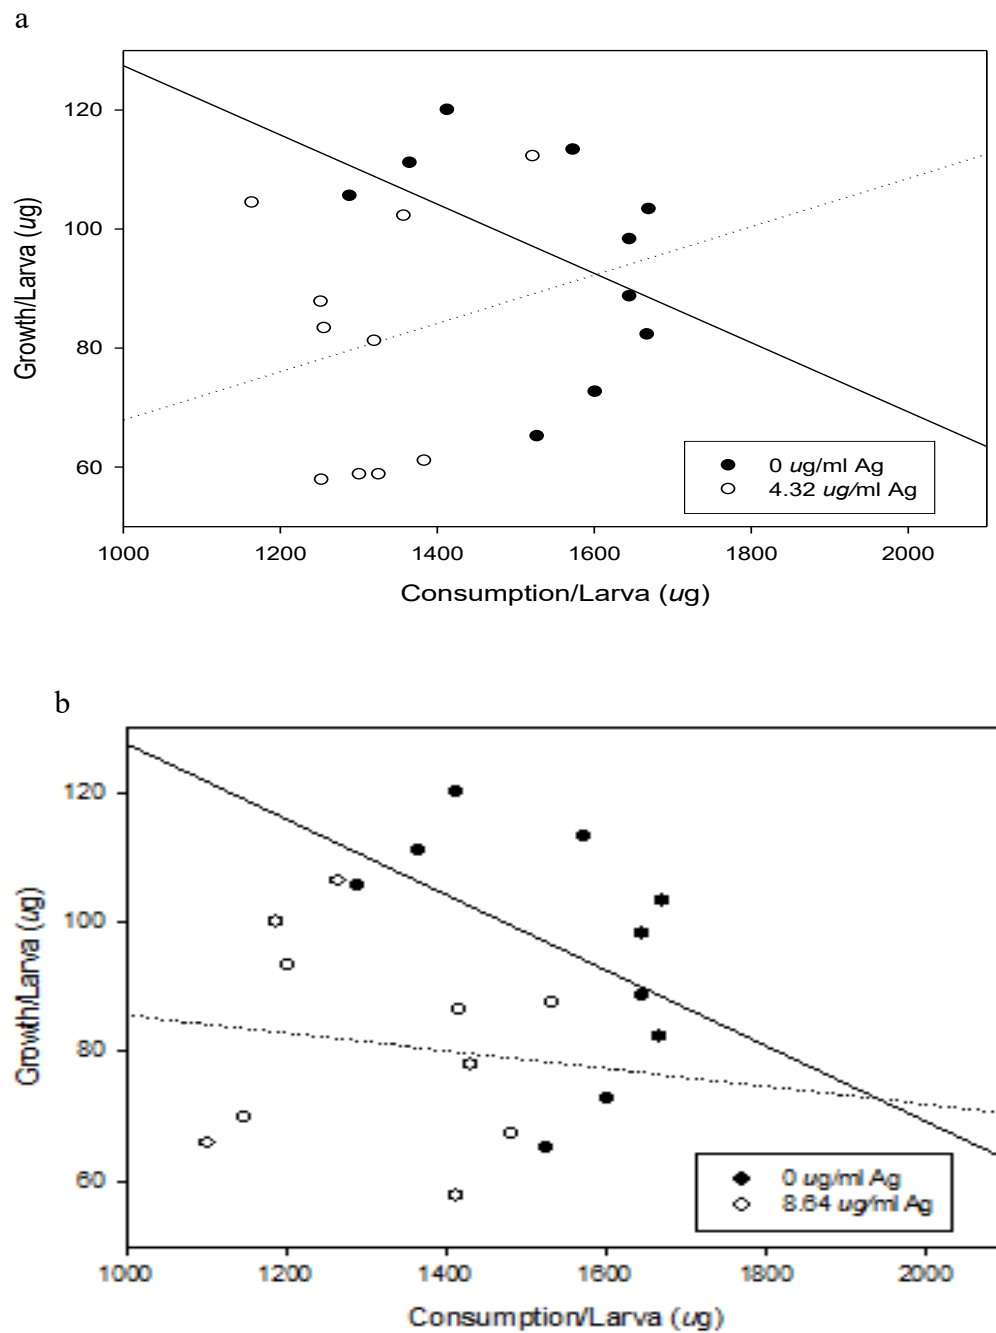 a
120
100
80
60
Growth/Larva (ug)
0 ug/ml Ag
4.32 ug/ml Ag
1000 1200 1400 1600 1800 2000
Consumption/Larva (ug)
b
120
100
80
60
Growth/Larva (ug)
0 ug/ml Ag
8.64 ug/ml Ag
1000 1200 1400 1600 1800 2000
Consumption/Larva (ug)